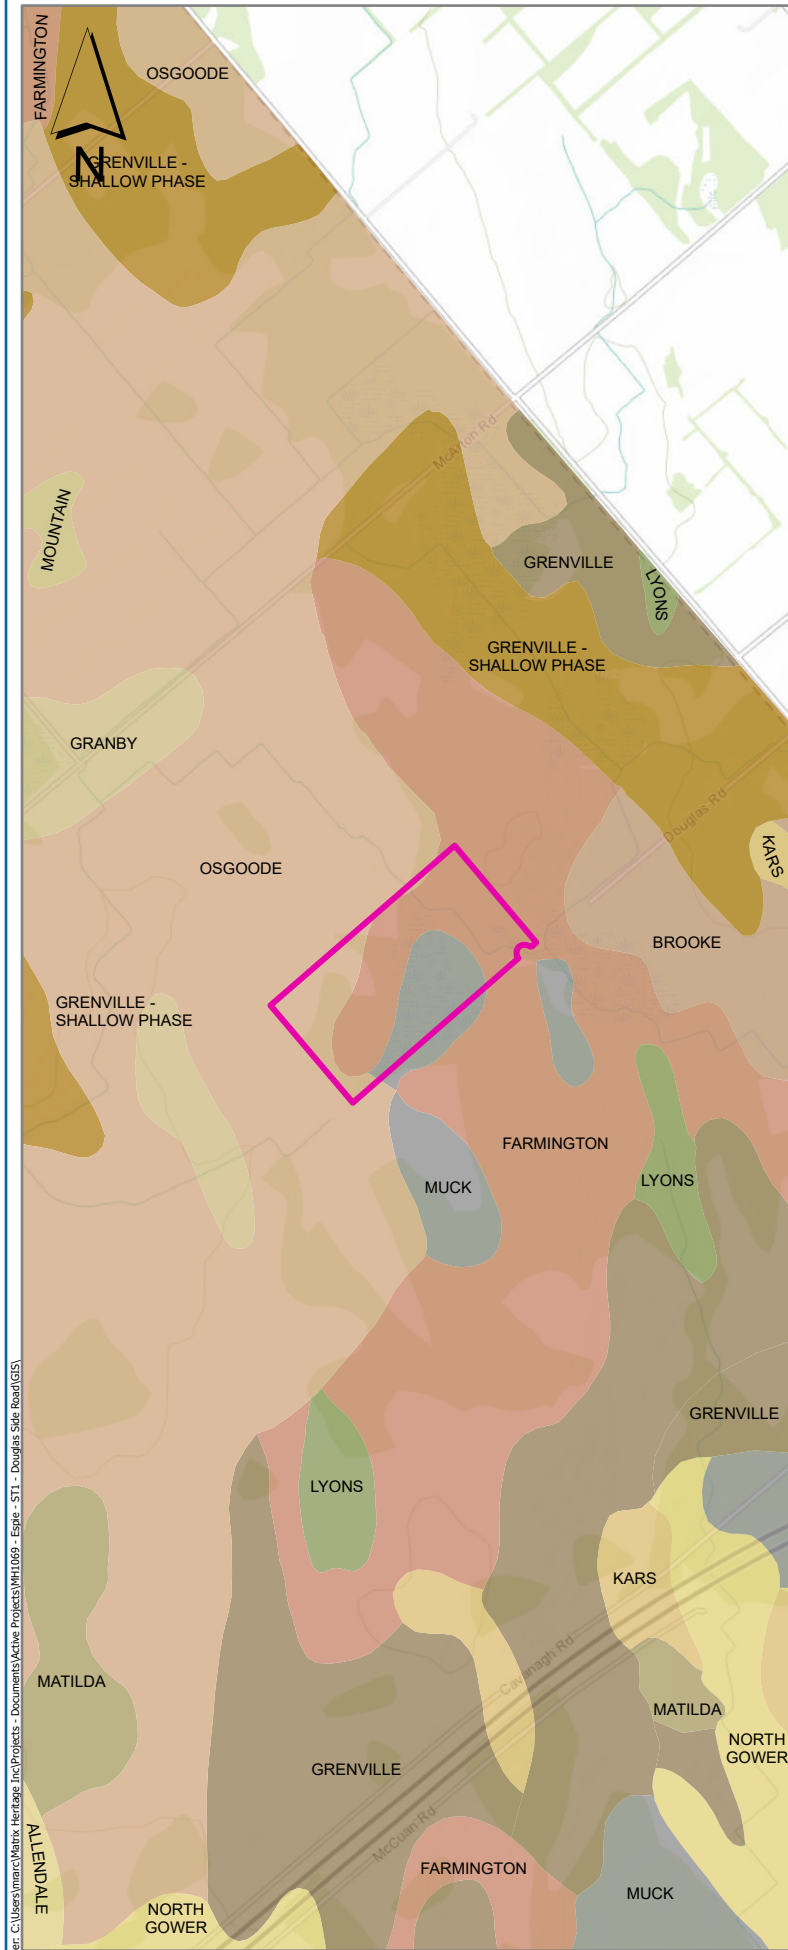 FARMINGTON
OSGOODE
N
GRENVILLE -
SHALLOW PHASE
McArton Rd
MOUNTAIN
GRENVILLE
LYONS
GRENVILLE -
SHALLOW PHASE
GRANBY
Douglas Rd
KARS
OSGOODE
BROOKE
GRENVILLE -
SHALLOW PHASE
FARMINGTON
MUCK
LYONS
GRENVILLE
LYONS
KARS
Cavanagh Rd
MATILDA
MATILDA
NORTH
GOWER
GRENVILLE
McCuan Rd
ALLENDALE
FARMINGTON
MUCK
NORTH
GOWER
er: C:\Users\mrarc\Matrix Heritage Inc\Projects - Documents\Active Projects\MH1069 - Espie - ST1 - Douglas Side Road\GIS\